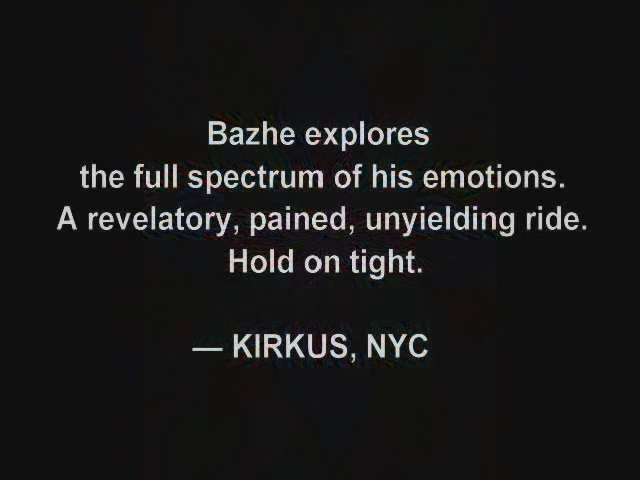 Bazhe explores
the full spectrum of his emotions.
A revelatory, pained, unyielding ride.
Hold on tight.
— KIRKUS, NYC